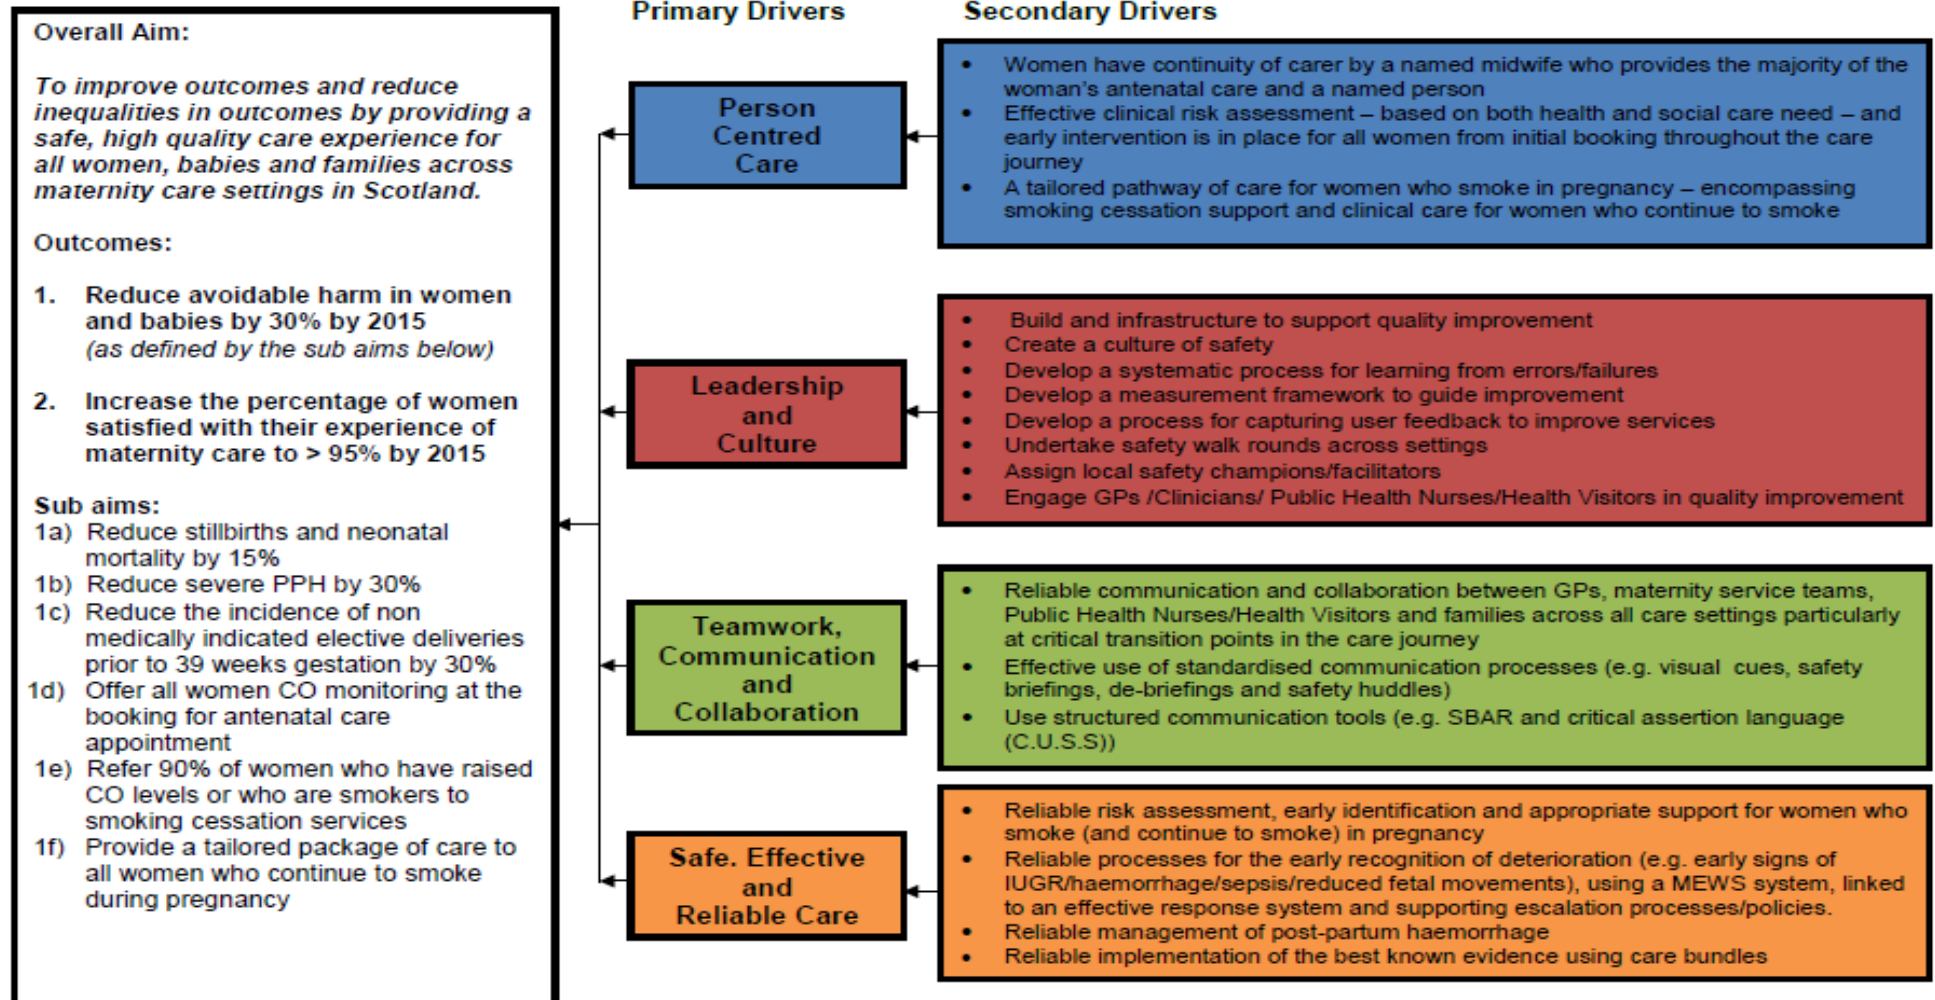 Overall Aim:
To improve outcomes and reduce
inequalities in outcomes by providing a
safe, high quality care experience for
all women, babies and families across
maternity care settings in Scotland.
Outcomes:
1. Reduce avoidable harm in women
and babies by 30% by 2015
(as defined by the sub aims below)
2. Increase the percentage of women
satisfied with their experience of
maternity care to > 95% by 2015
Sub aims:
1a) Reduce stillbirths and neonatal
mortality by 15%
1b) Reduce severe PPH by 30%
1c) Reduce the incidence of non
medically indicated elective deliveries
prior to 39 weeks gestation by 30%
1d) Offer all women CO monitoring at the
booking for antenatal care
appointment
1e) Refer 90% of women who have raised
CO levels or who are smokers to
smoking cessation services
1f) Provide a tailored package of care to
all women who continue to smoke
during pregnancy
Primary Drivers
Secondary Drivers
Person
Centred
Care
• Women have continuity of carer by a named midwife who provides the majority of the
woman's antenatal care and a named person
• Effective clinical risk assessment – based on both health and social care need – and
early intervention is in place for all women from initial booking throughout the care
journey
• A tailored pathway of care for women who smoke in pregnancy – encompassing
smoking cessation support and clinical care for women who continue to smoke
Leadership
and
Culture
• Build and infrastructure to support quality improvement
• Create a culture of safety
• Develop a systematic process for learning from errors/failures
• Develop a measurement framework to guide improvement
• Develop a process for capturing user feedback to improve services
• Undertake safety walk rounds across settings
• Assign local safety champions/facilitators
• Engage GPs /Clinicians/ Public Health Nurses/Health Visitors in quality improvement
Teamwork,
Communication
and
Collaboration
• Reliable communication and collaboration between GPs, maternity service teams,
Public Health Nurses/Health Visitors and families across all care settings particularly
at critical transition points in the care journey
• Effective use of standardised communication processes (e.g. visual cues, safety
briefings, de-briefings and safety huddles)
• Use structured communication tools (e.g. SBAR and critical assertion language
(C.U.S.S))
Safe. Effective
and
Reliable Care
• Reliable risk assessment, early identification and appropriate support for women who
smoke (and continue to smoke) in pregnancy
• Reliable processes for the early recognition of deterioration (e.g. early signs of
IUGR/haemorrhage/sepsis/reduced fetal movements), using a MEWS system, linked
to an effective response system and supporting escalation processes/policies.
• Reliable management of post-partum haemorrhage
• Reliable implementation of the best known evidence using care bundles